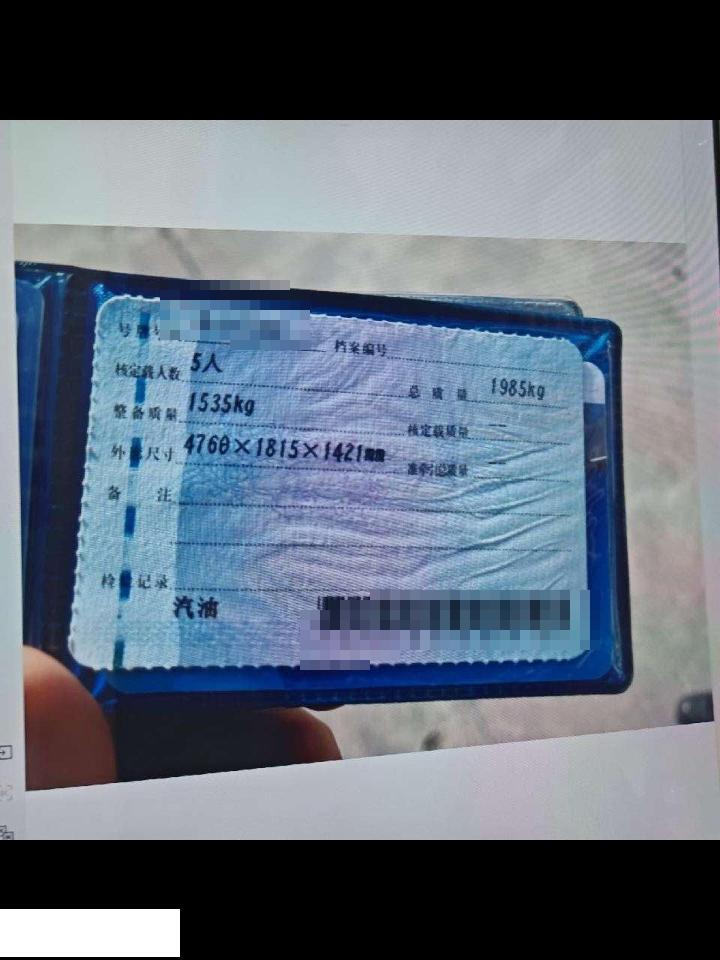 号牌号
档案编号
核定载人数 5人
总质量 1985kg
整备质量 1535kg
核定载质量 —
外廓尺寸 4760×1815×1421mm
准牵引总质量 —
备注
检验记录
汽油